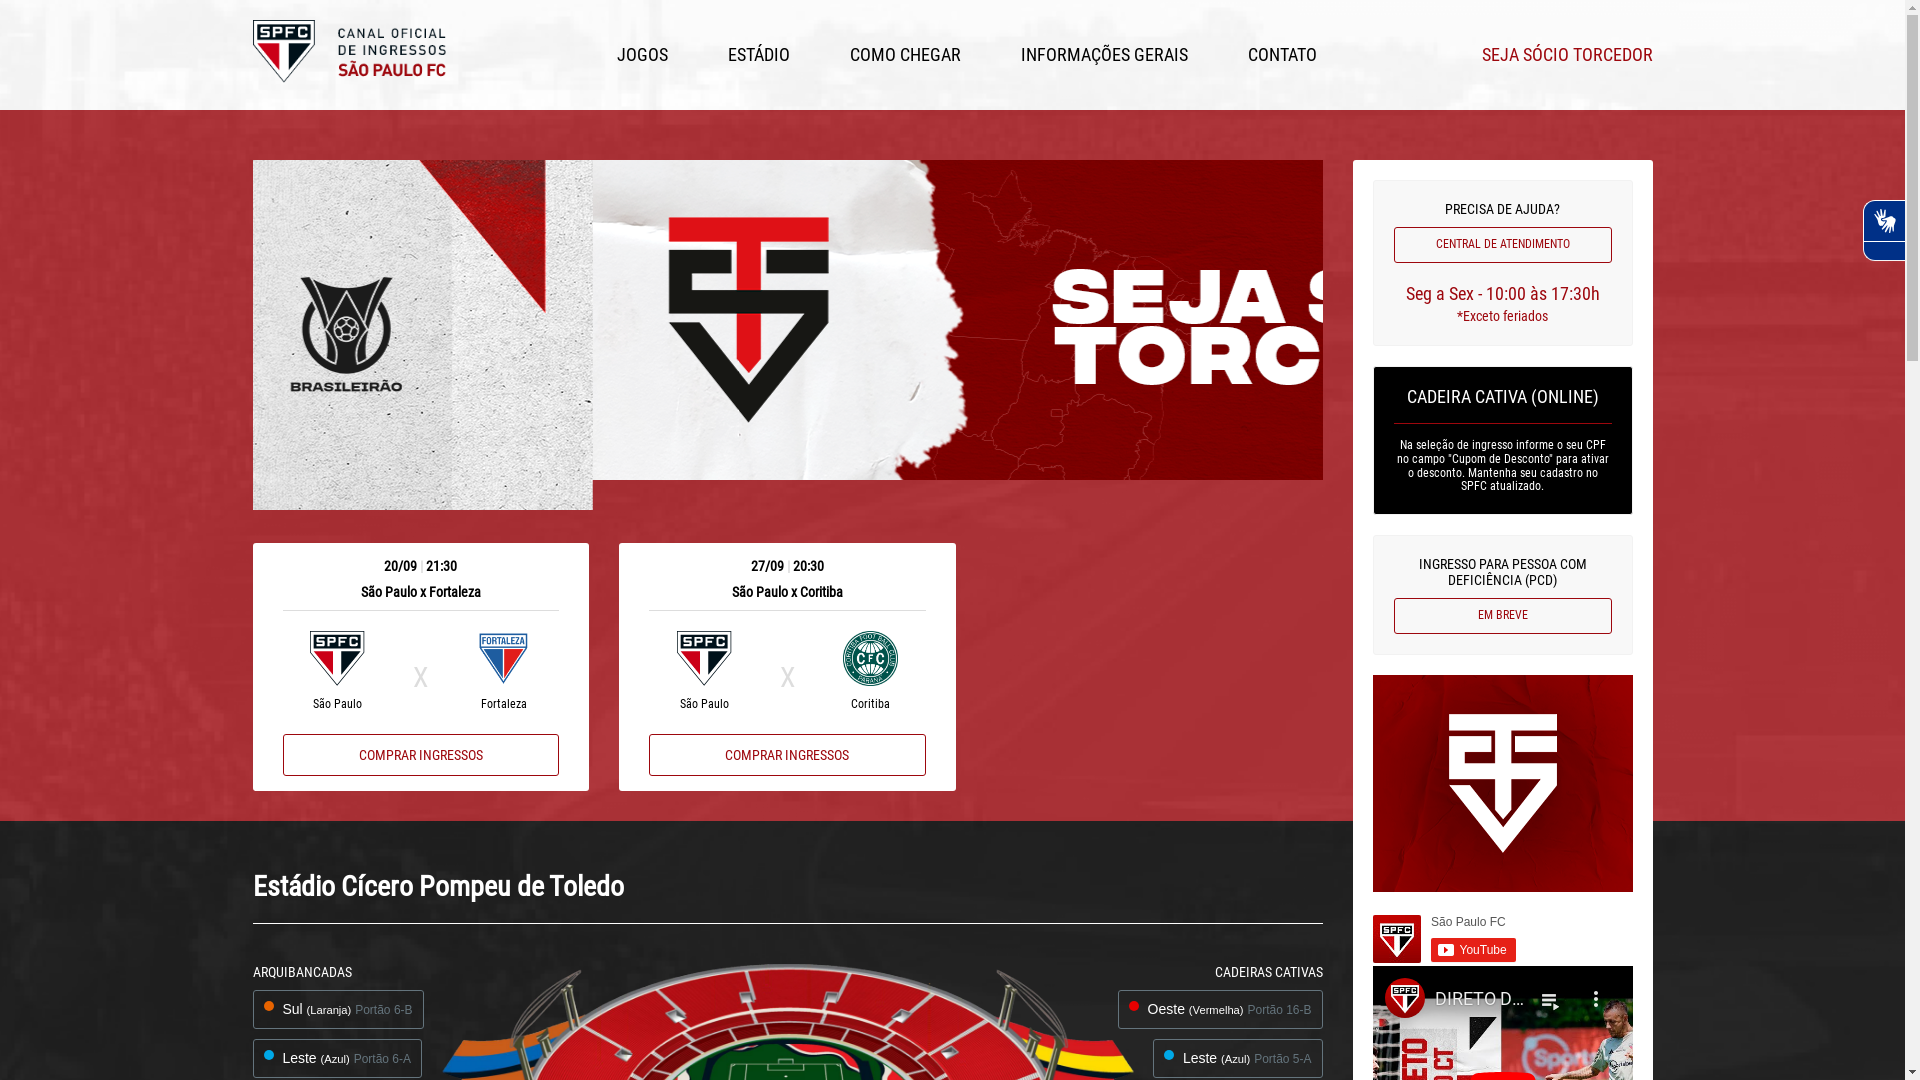 SPFC
CANAL OFICIAL
DE INGRESSOS
SÃO PAULO FC
JOGOS
ESTÁDIO
COMO CHEGAR
INFORMAÇÕES GERAIS
CONTATO
SEJA SÓCIO TORCEDOR
BRASILEIRÃO
SEJA
TORC
PRECISA DE AJUDA?
CENTRAL DE ATENDIMENTO
Seg a Sex - 10:00 às 17:30h
*Exceto feriados
CADEIRA CATIVA (ONLINE)
Na seleção de ingresso informe o seu CPF
no campo "Cupom de Desconto" para ativar
o desconto. Mantenha seu cadastro no
SPFC atualizado.
INGRESSO PARA PESSOA COM
DEFICIÊNCIA (PCD)
EM BREVE
20/09 | 21:30
São Paulo x Fortaleza
SPFC
X
FORTALEZA
São Paulo
Fortaleza
COMPRAR INGRESSOS
27/09 | 20:30
São Paulo x Coritiba
SPFC
X
CFC
São Paulo
Coritiba
COMPRAR INGRESSOS
Estádio Cícero Pompeu de Toledo
ARQUIBANCADAS
Sul (Laranja) Portão 6-B
Leste (Azul) Portão 6-A
CADEIRAS CATIVAS
Oeste (Vermelha) Portão 16-B
Leste (Azul) Portão 5-A
SPFC
São Paulo FC
YouTube
SPFC
DIRETO D...